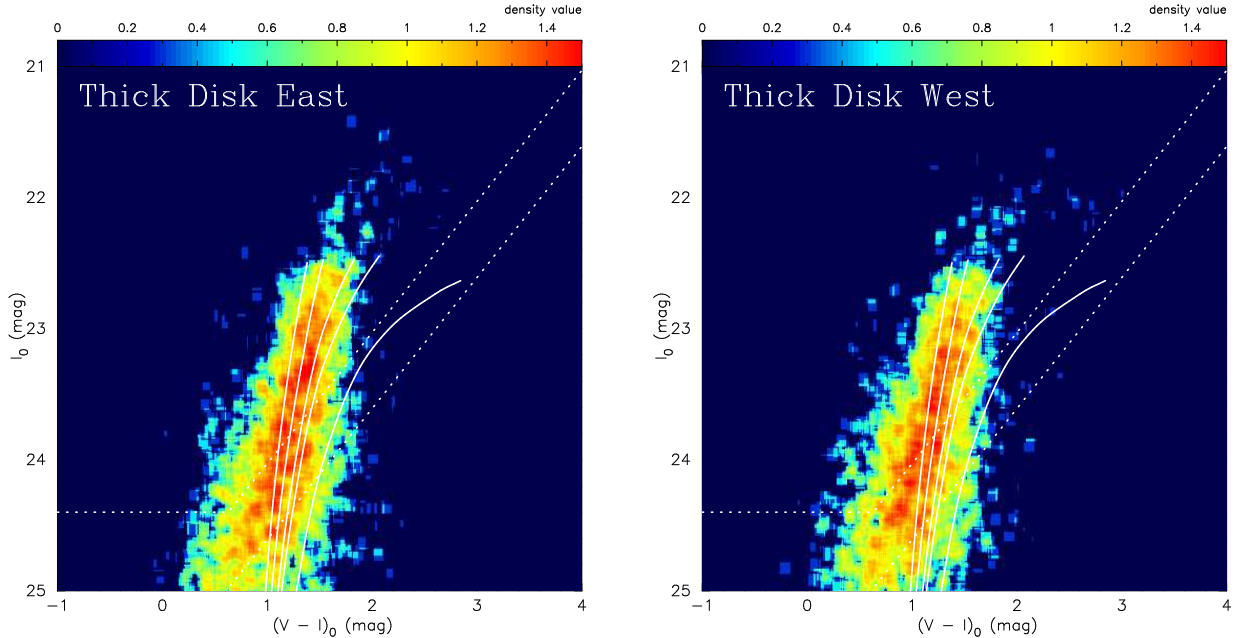 density value
0 0.2 0.4 0.6 0.8 1 1.2 1.4
Thick Disk East
21
22
23
24
25
I0 (mag)
−1 0 1 2 3 4
(V − I)0 (mag)
density value
0 0.2 0.4 0.6 0.8 1 1.2 1.4
Thick Disk West
21
22
23
24
25
I0 (mag)
−1 0 1 2 3 4
(V − I)0 (mag)